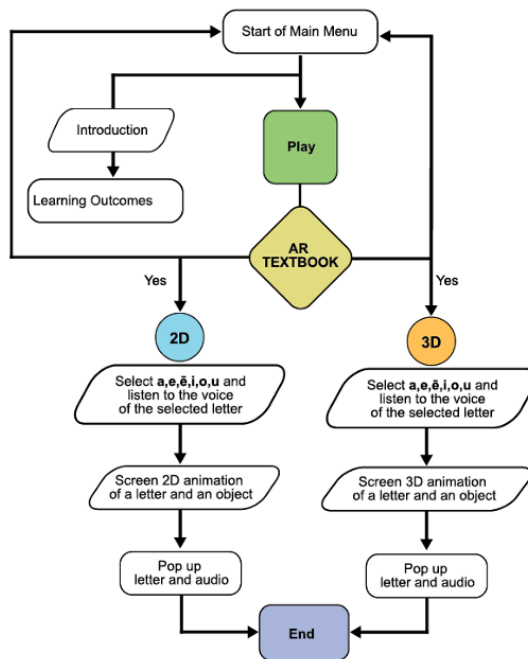 Start of Main Menu
Introduction
Play
Learning Outcomes
AR
TEXTBOOK
Yes
Yes
2D
3D
Select a,e,ē,i,o,u and
listen to the voice
of the selected letter
Select a,e,ē,i,o,u and
listen to the voice
of the selected letter
Screen 2D animation
of a letter and an object
Screen 3D animation
of a letter and an object
Pop up
letter and audio
Pop up
letter and audio
End